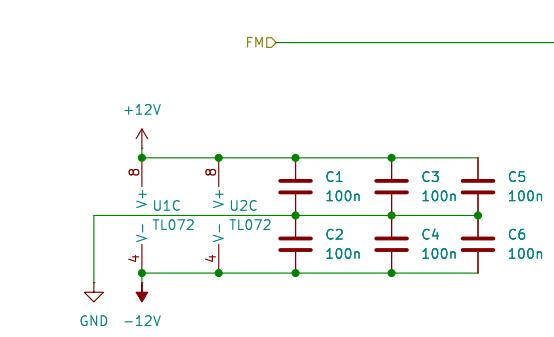 FM
+12V
8
8
C1
C3
C5
V+
U1C
V+
U2C
100n
100n
100n
TL072
TL072
V-
V-
C2
C4
C6
4
4
100n
100n
100n
GND
-12V